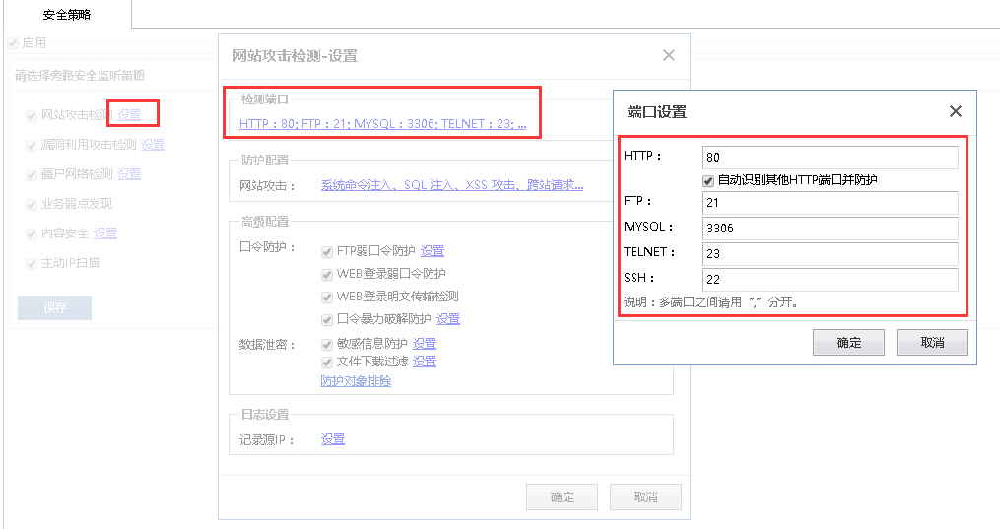 安全策略
启用
请选择旁路安全监听策略
网站攻击检测 设置
漏洞利用攻击检测 设置
僵尸网络检测 设置
业务弱点发现
内容安全 设置
主动IP扫描
保存
网站攻击检测-设置
检测端口
HTTP：80; FTP：21; MYSQL：3306; TELNET：23; ...
防护配置
网站攻击： 系统命令注入、SQL 注入、XSS 攻击、跨站请求...
高级配置
口令防护： FTP弱口令防护 设置
WEB登录弱口令防护
WEB登录明文传输检测
口令暴力破解防护 设置
数据泄密： 敏感信息防护 设置
文件下载过滤 设置
防护对象排除
日志设置
记录源IP： 设置
确定 取消
端口设置
HTTP： 80
自动识别其他HTTP端口并防护
FTP： 21
MYSQL： 3306
TELNET： 23
SSH： 22
说明：多端口之间请用“,”分开。
确定 取消